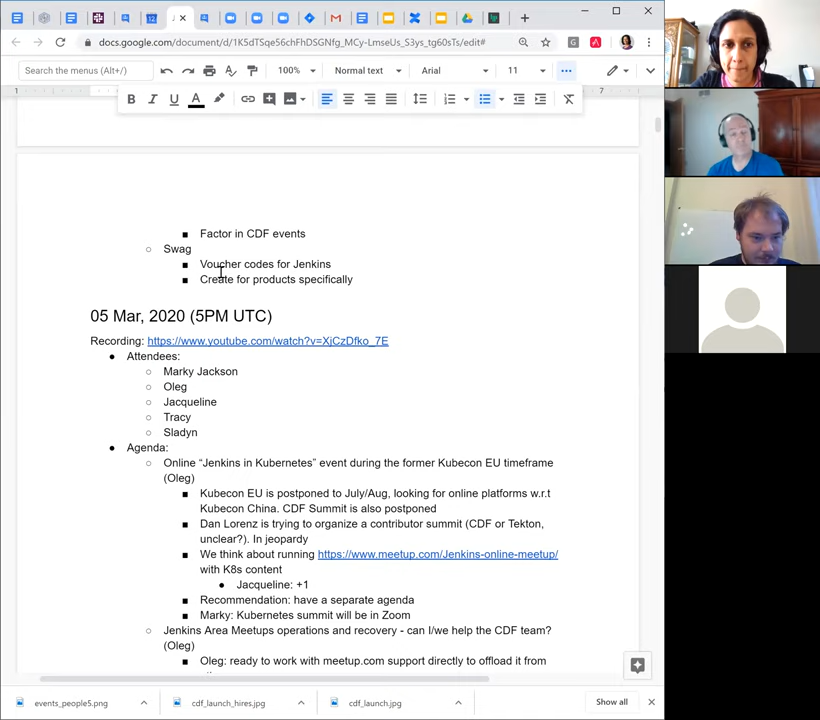 docs.google.com/document/d/1K5dTSqe56chFhDSGNfg_MCy-LmseUs_S3ys_tg60sTs/edit#
Search the menus (Alt+/)
100%
Normal text
Arial
11
B I U A
1
7
Factor in CDF events
Swag
Voucher codes for Jenkins
Create for products specifically
05 Mar, 2020 (5PM UTC)
Recording: https://www.youtube.com/watch?v=XjCzDfko_7E
Attendees:
Marky Jackson
Oleg
Jacqueline
Tracy
Sladyn
Agenda:
Online “Jenkins in Kubernetes” event during the former Kubecon EU timeframe
(Oleg)
Kubecon EU is postponed to July/Aug, looking for online platforms w.r.t
Kubecon China. CDF Summit is also postponed
Dan Lorenz is trying to organize a contributor summit (CDF or Tekton,
unclear?). In jeopardy
We think about running https://www.meetup.com/Jenkins-online-meetup/
with K8s content
Jacqueline: +1
Recommendation: have a separate agenda
Marky: Kubernetes summit will be in Zoom
Jenkins Area Meetups operations and recovery - can I/we help the CDF team?
(Oleg)
Oleg: ready to work with meetup.com support directly to offload it from
events_people5.png
cdf_launch_hires.jpg
cdf_launch.jpg
Show all